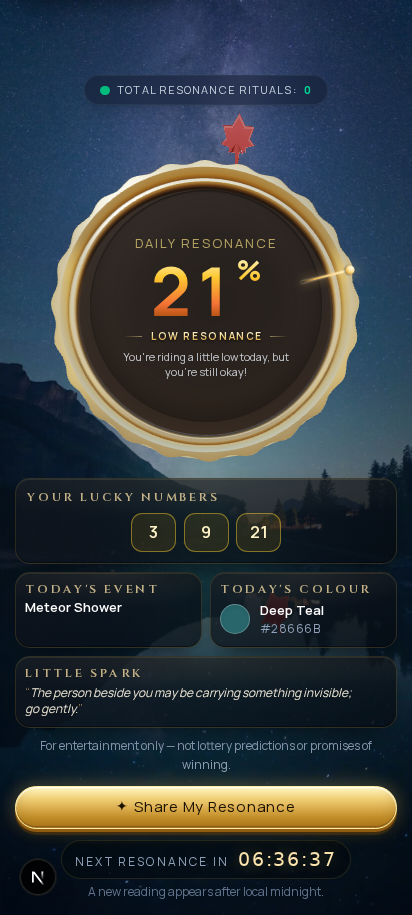 TOTAL RESONANCE RITUALS: 0
DAILY RESONANCE
21%
LOW RESONANCE
You're riding a little low today, but
you're still okay!
YOUR LUCKY NUMBERS
3 9 21
TODAY'S EVENT
Meteor Shower
TODAY'S COLOUR
Deep Teal
#28666B
LITTLE SPARK
"The person beside you may be carrying something invisible;
go gently."
For entertainment only — not lottery predictions or promises of
winning.
✦ Share My Resonance
NEXT RESONANCE IN 06:36:37
N
A new reading appears after local midnight.